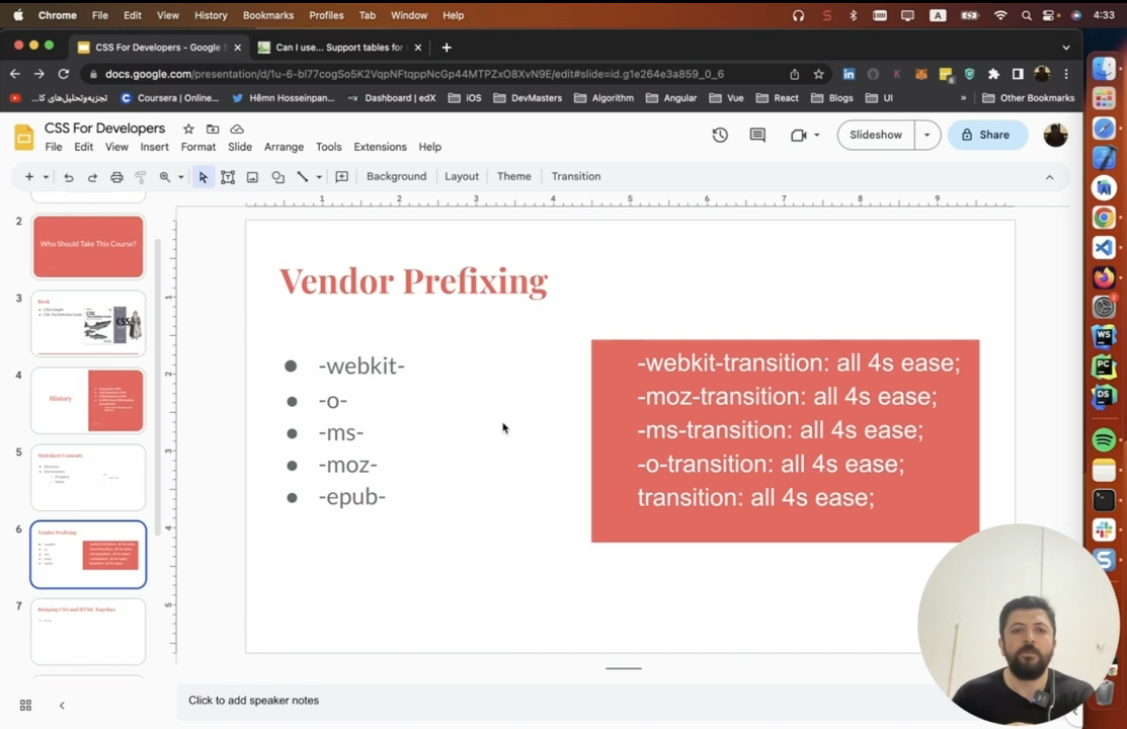 Chrome File Edit View History Bookmarks Profiles Tab Window Help A 4:33
CSS For Developers - Google S Can I use... Support tables for
docs.google.com/presentation/d/1u-6-bl77cogSo5K2VqpNFtqppNcGp44MTPZxO8XvN9E/edit#slide=id.g1e264e3a859_0_6
تجزیه‌وتحلیل‌های کا... Coursera | Online... Hêmn Hosseinpan... Dashboard | edX iOS DevMasters Algorithm Angular Vue React Blogs UI » Other Bookmarks
CSS For Developers
File Edit View Insert Format Slide Arrange Tools Extensions Help
Slideshow Share
Background Layout Theme Transition
1 2 3 4 5 6 7 8 9
2
Who Should Take This Course?
3
Book
4
History
5
Stylesheet Contents
6
Vendor Prefixing
7
Bringing CSS and HTML Together
Vendor Prefixing
-webkit-
-o-
-ms-
-moz-
-epub-
-webkit-transition: all 4s ease;
-moz-transition: all 4s ease;
-ms-transition: all 4s ease;
-o-transition: all 4s ease;
transition: all 4s ease;
Click to add speaker notes
WS
PC
DS